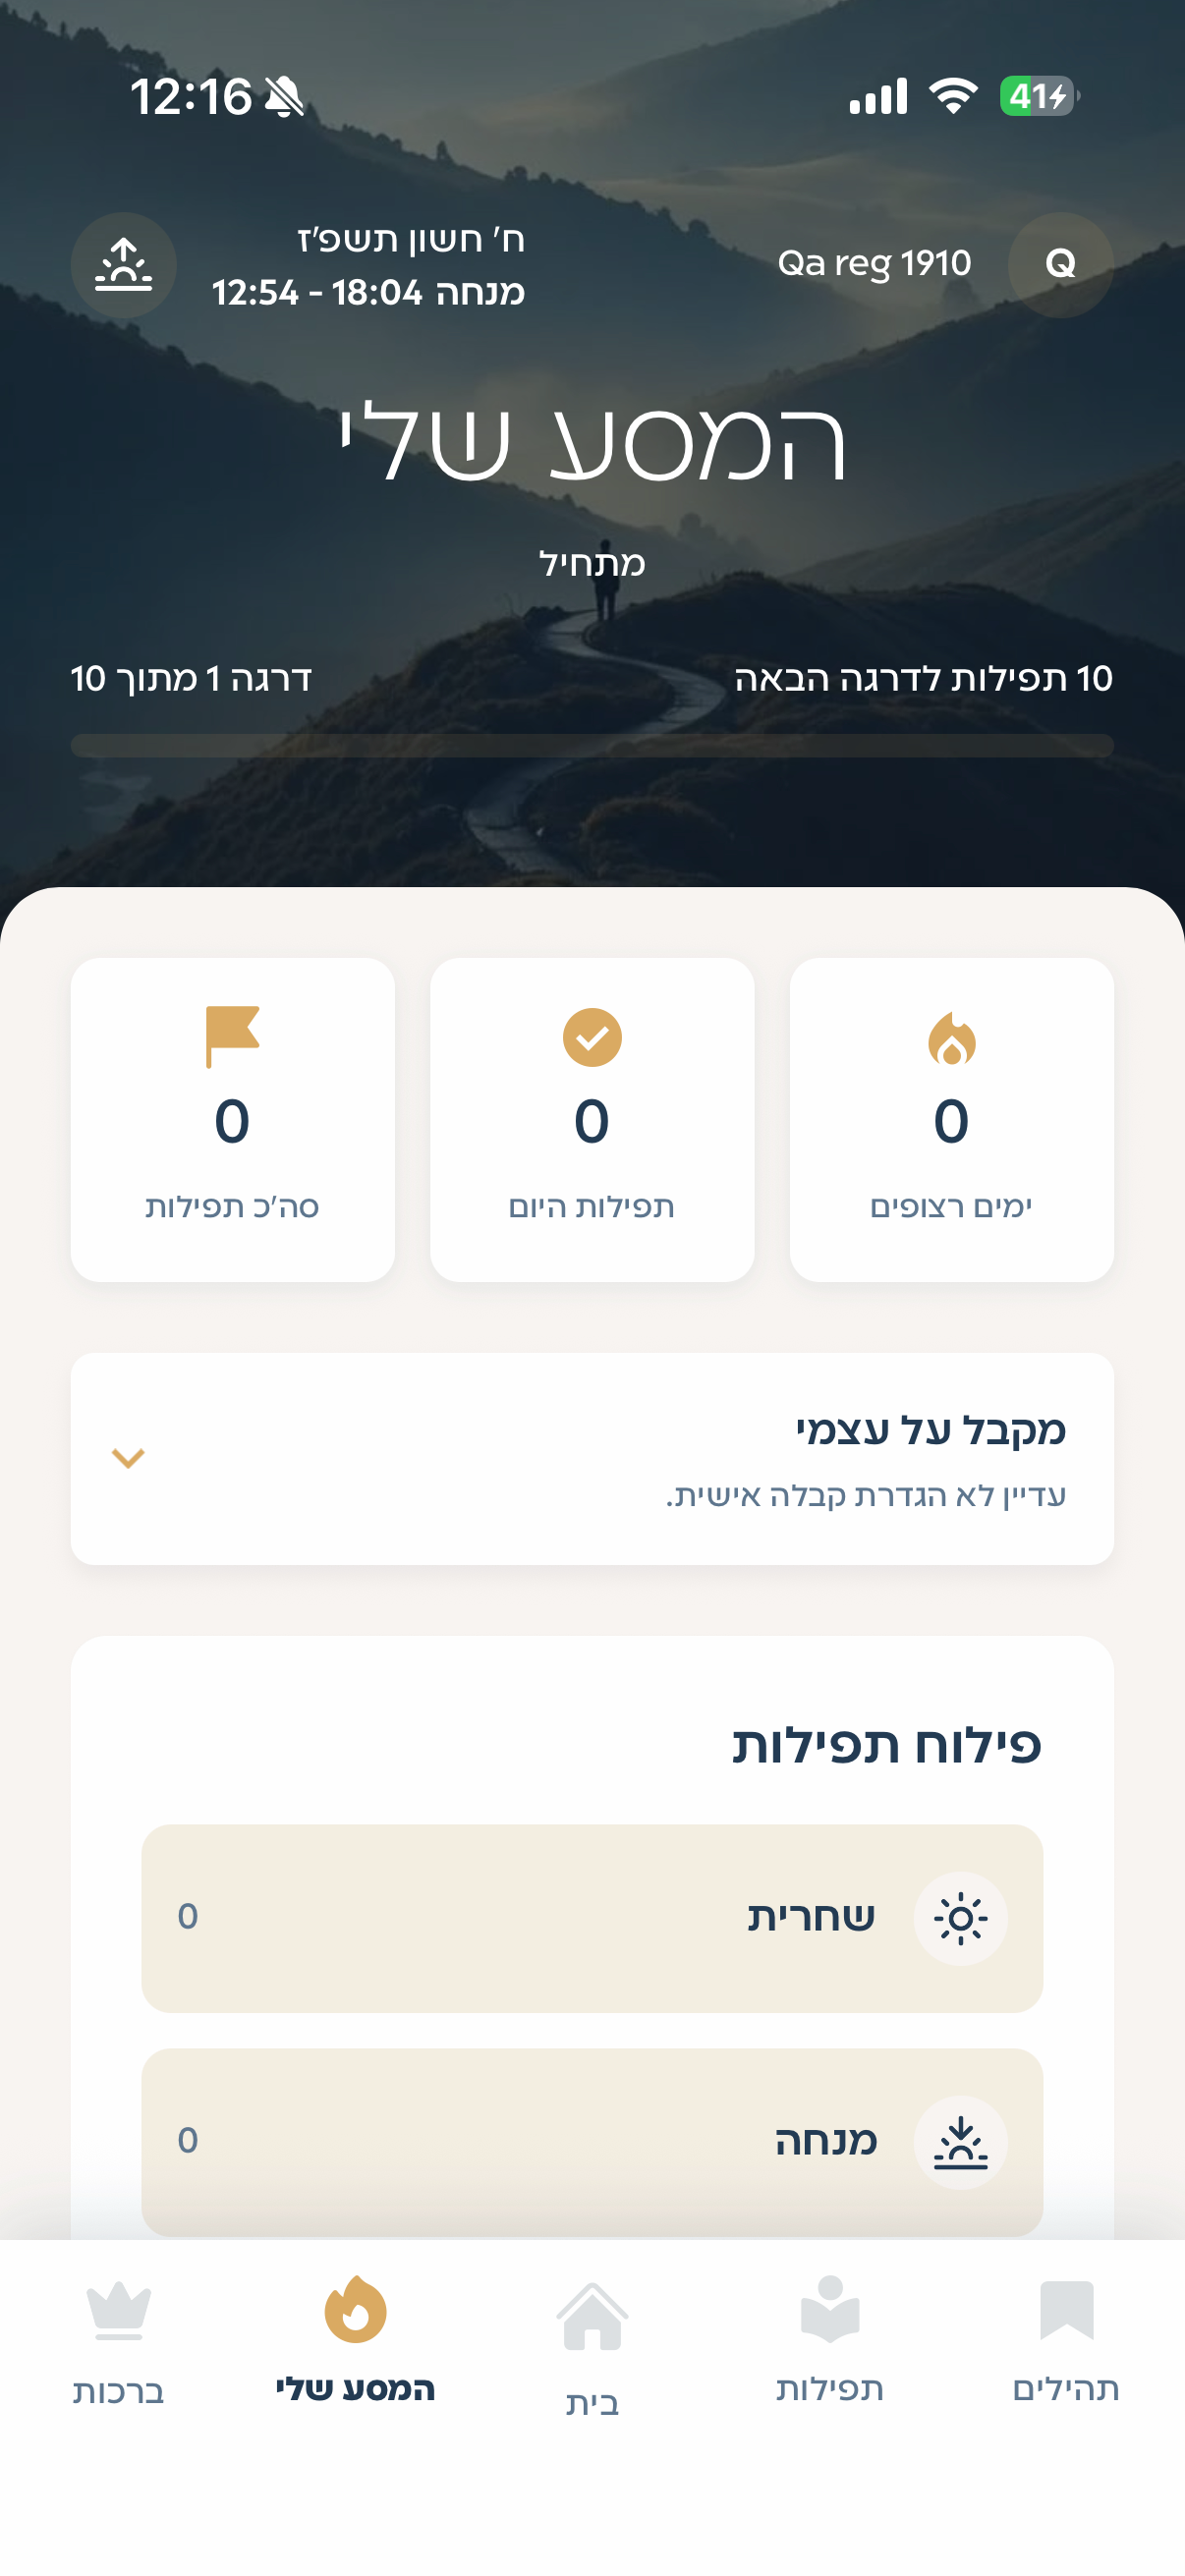 12:16
41
Q
Qa reg 1910
ח' חשון תשפ'ז
מנחה 12:54 - 18:04
המסע שלי
מתחיל
10 תפילות לדרגה הבאה
דרגה 1 מתוך 10
0
ימים רצופים
0
תפילות היום
0
סה'כ תפילות
מקבל על עצמי
עדיין לא הגדרת קבלה אישית.
פילוח תפילות
שחרית
0
מנחה
0
תהילים
תפילות
בית
המסע שלי
ברכות